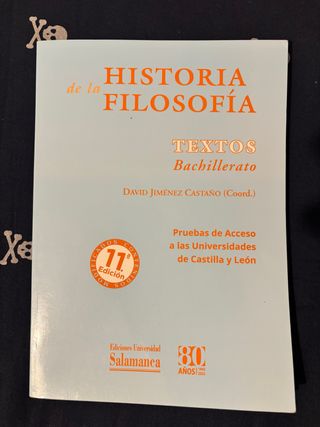 HISTORIA
de la
FILOSOFÍA
TEXTOS
Bachillerato
DAVID JIMÉNEZ CASTAÑO (Coord.)
11ª
Edición
Pruebas de Acceso
a las Universidades
de Castilla y León
Ediciones Universidad
Salamanca
80
AÑOS